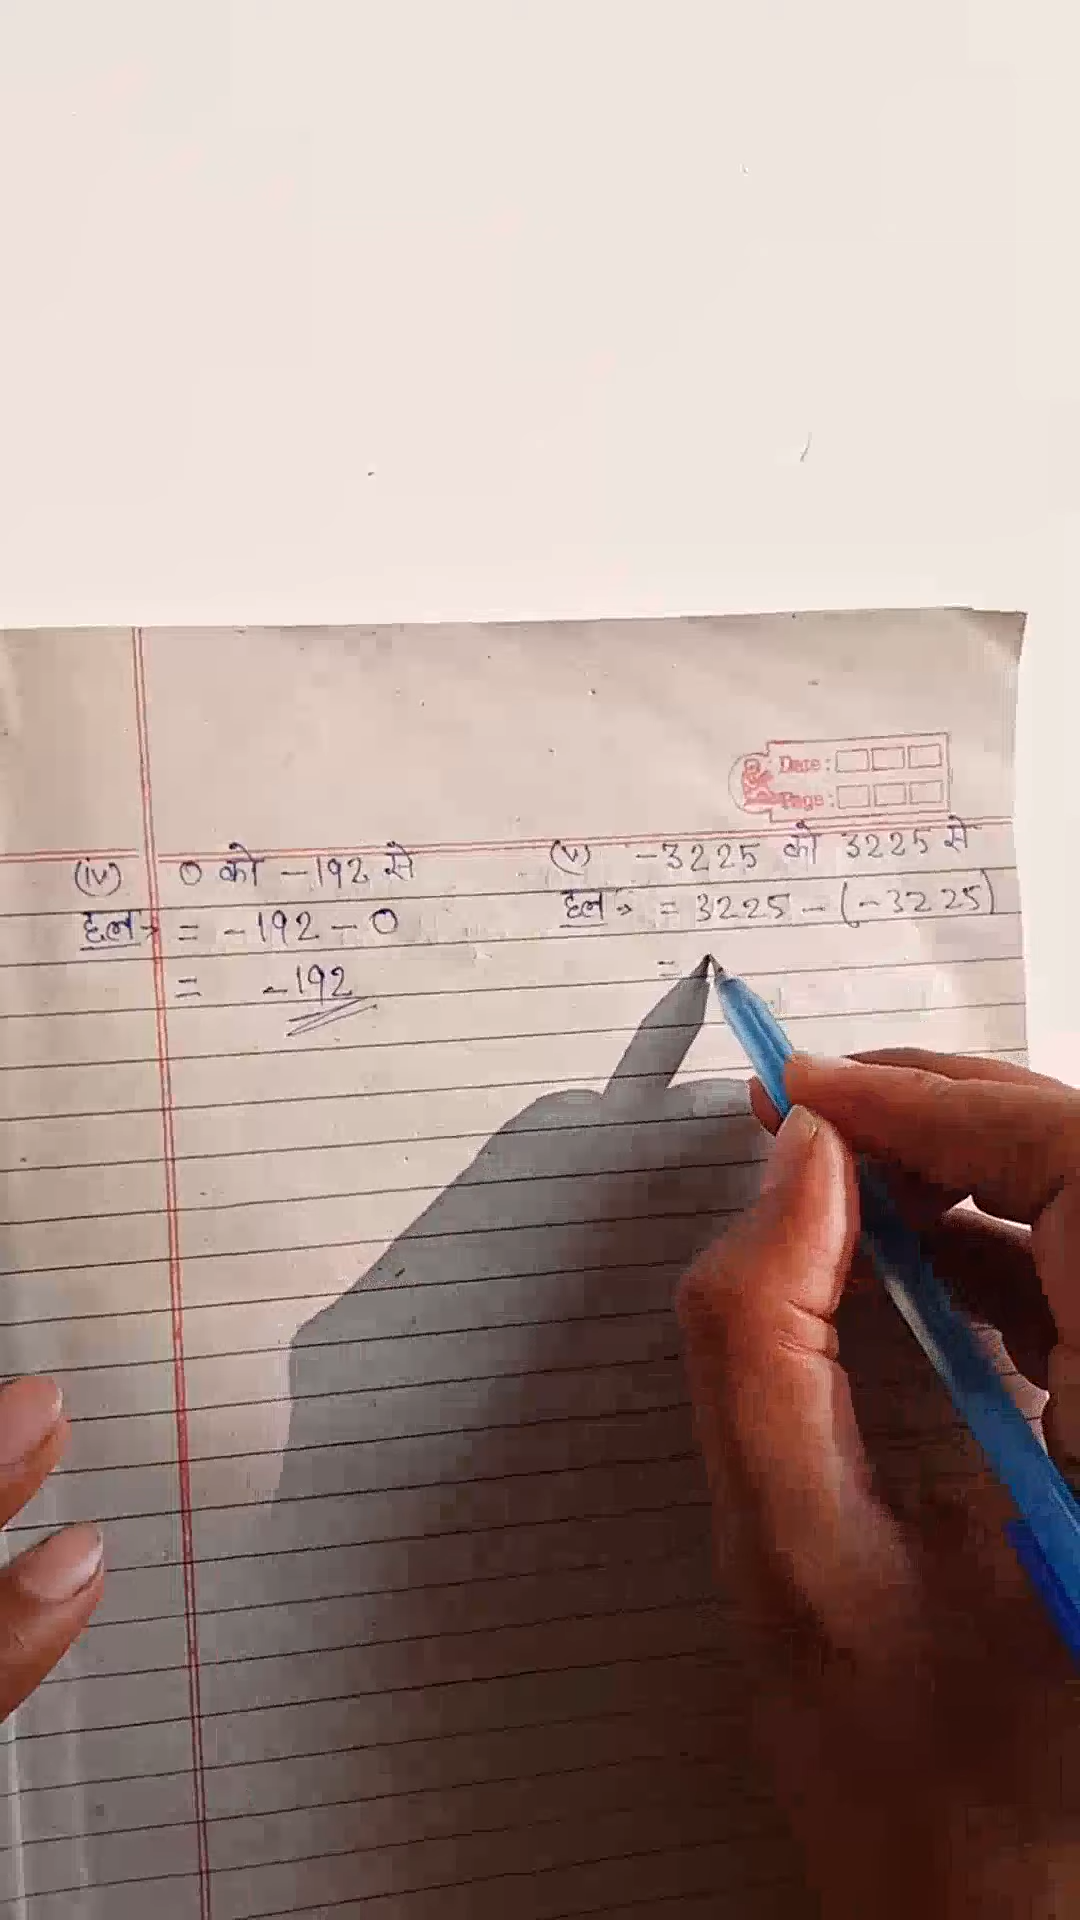 Date:
Page:
(iv) 0 को -192 से
हल→ = -192 - 0
= -192
(v) -3225 को 3225 से
हल→ = 3225 - (-3225)
=